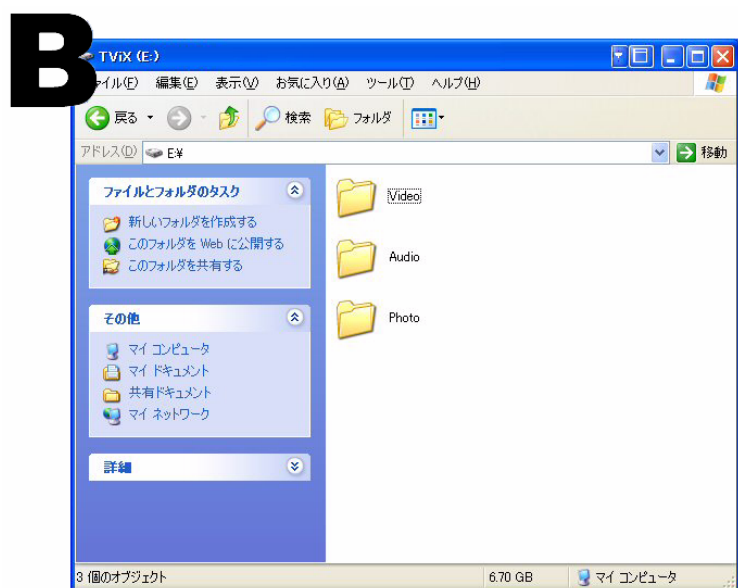 B
TViX (E:)
ァイル(F) 編集(E) 表示(V) お気に入り(A) ツール(T) ヘルプ(H)
戻る 検索 フォルダ
アドレス(D) E:¥ 移動
ファイルとフォルダのタスク
新しいフォルダを作成する
このフォルダを Web に公開する
このフォルダを共有する
その他
マイ コンピュータ
マイ ドキュメント
共有ドキュメント
マイ ネットワーク
詳細
Video
Audio
Photo
3 個のオブジェクト 6.70 GB マイ コンピュータ